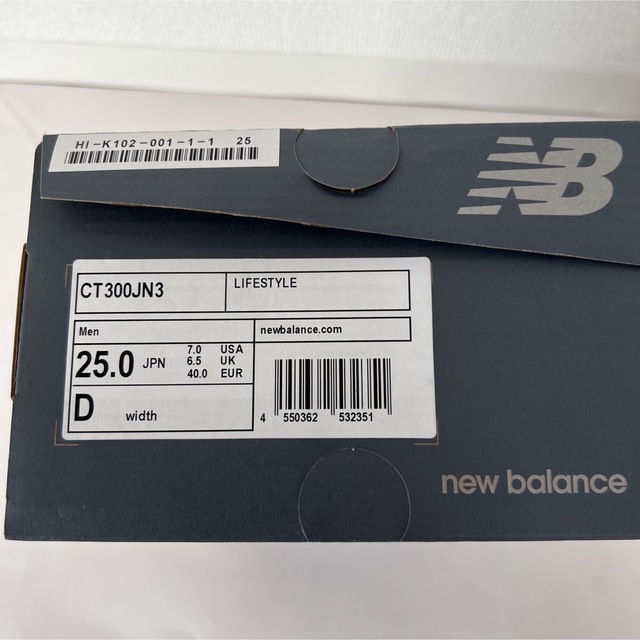 HI-K102-001-1-1 25
NB
CT300JN3
LIFESTYLE
Men
newbalance.com
25.0 JPN
7.0 USA
6.5 UK
40.0 EUR
D width
4 550362 532351
new balance